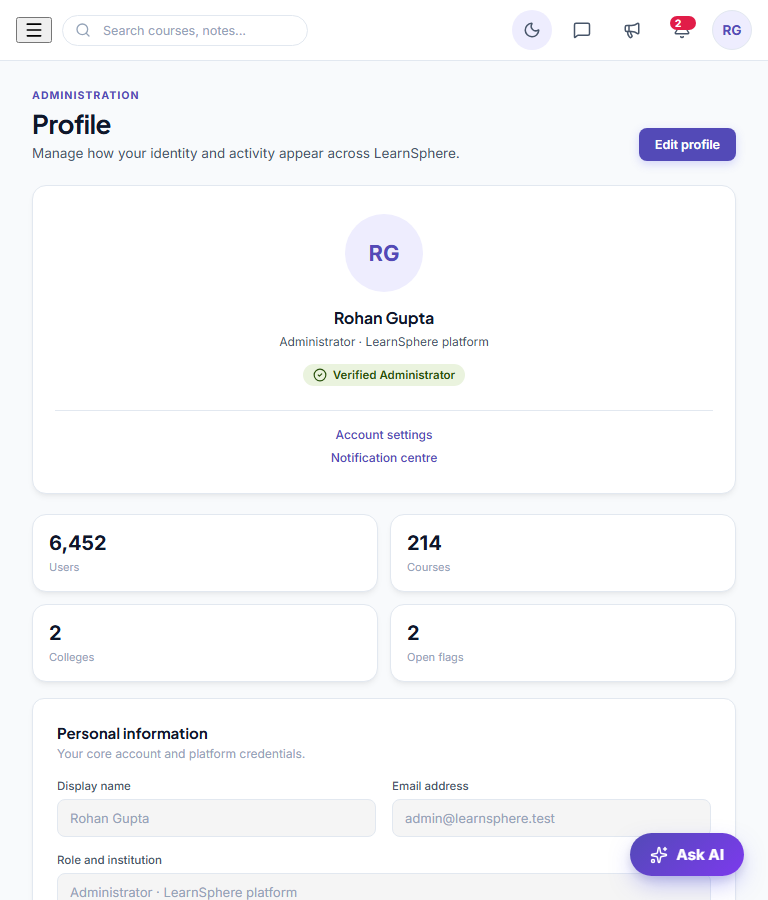 Search courses, notes...
2
RG
ADMINISTRATION
Profile
Manage how your identity and activity appear across LearnSphere.
Edit profile
RG
Rohan Gupta
Administrator · LearnSphere platform
Verified Administrator
Account settings
Notification centre
6,452
Users
214
Courses
2
Colleges
2
Open flags
Personal information
Your core account and platform credentials.
Display name
Rohan Gupta
Email address
admin@learnsphere.test
Role and institution
Administrator · LearnSphere platform
Ask AI